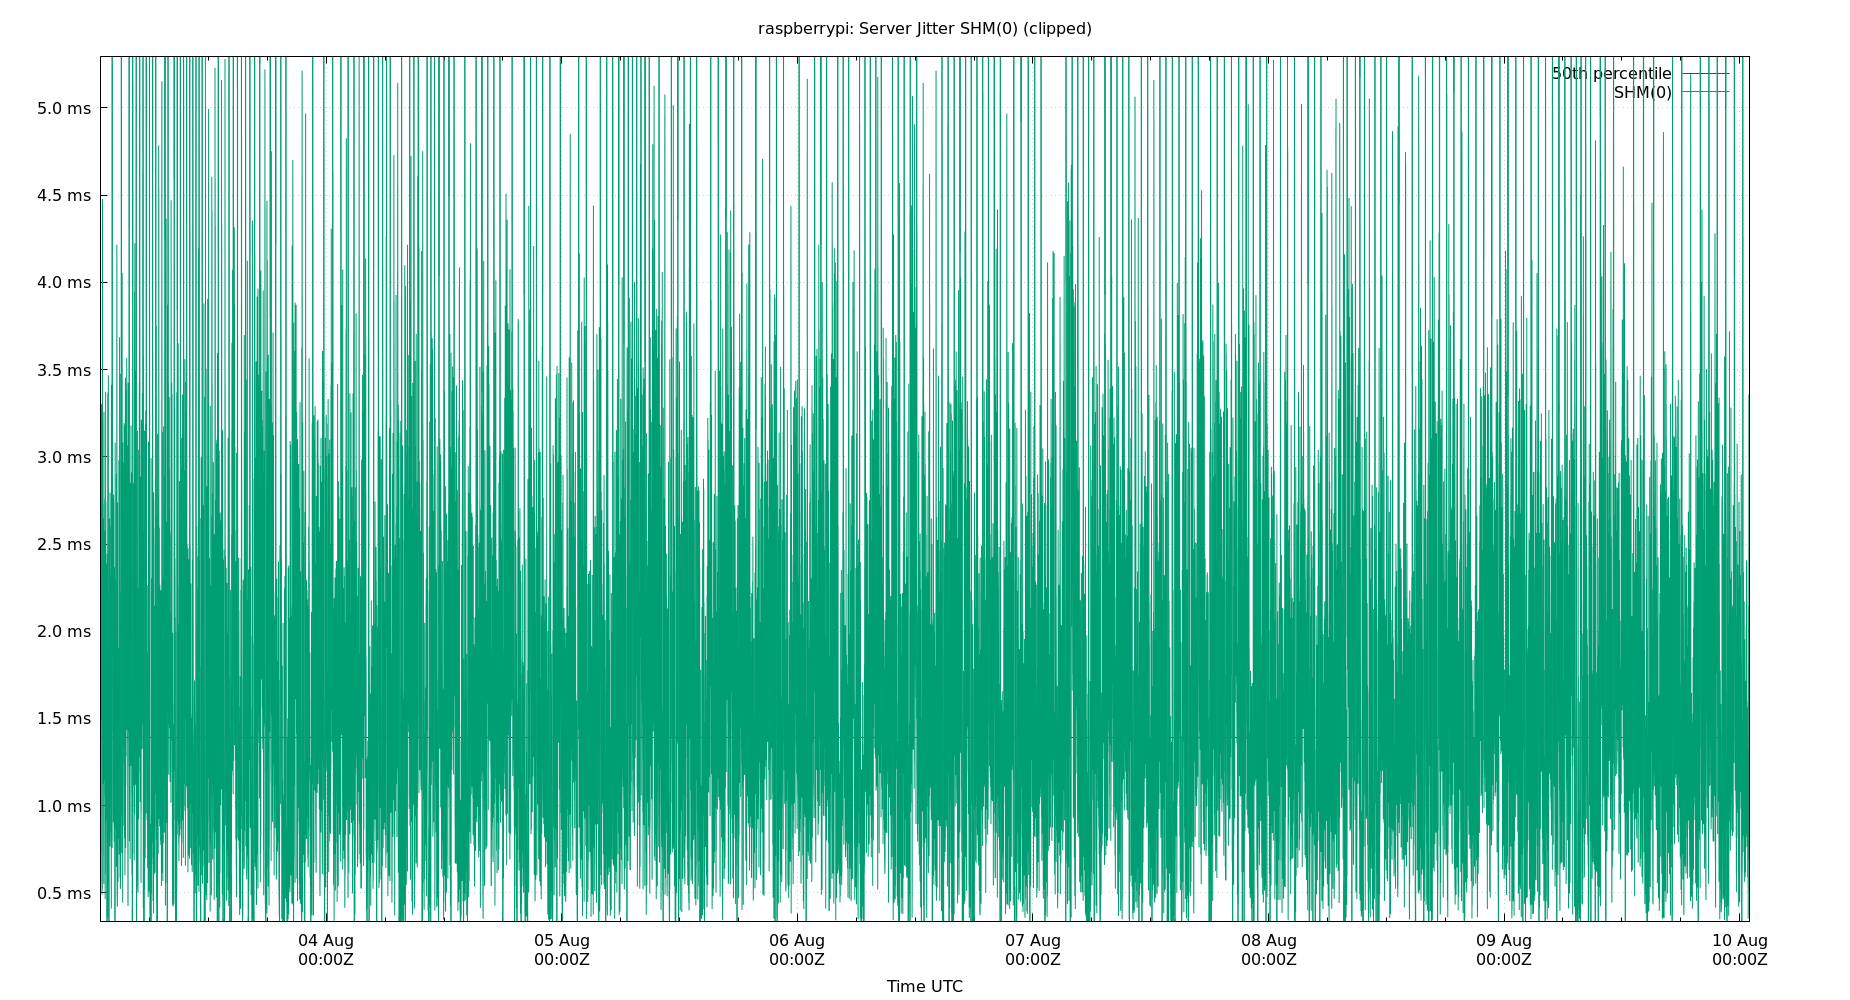 raspberrypi: Server Jitter SHM(0) (clipped)
50th percentile
SHM(0)
5.0 ms
4.5 ms
4.0 ms
3.5 ms
3.0 ms
2.5 ms
2.0 ms
1.5 ms
1.0 ms
0.5 ms
04 Aug 05 Aug 06 Aug 07 Aug 08 Aug 09 Aug 10 Aug
00:00Z 00:00Z 00:00Z 00:00Z 00:00Z 00:00Z 00:00Z
Time UTC